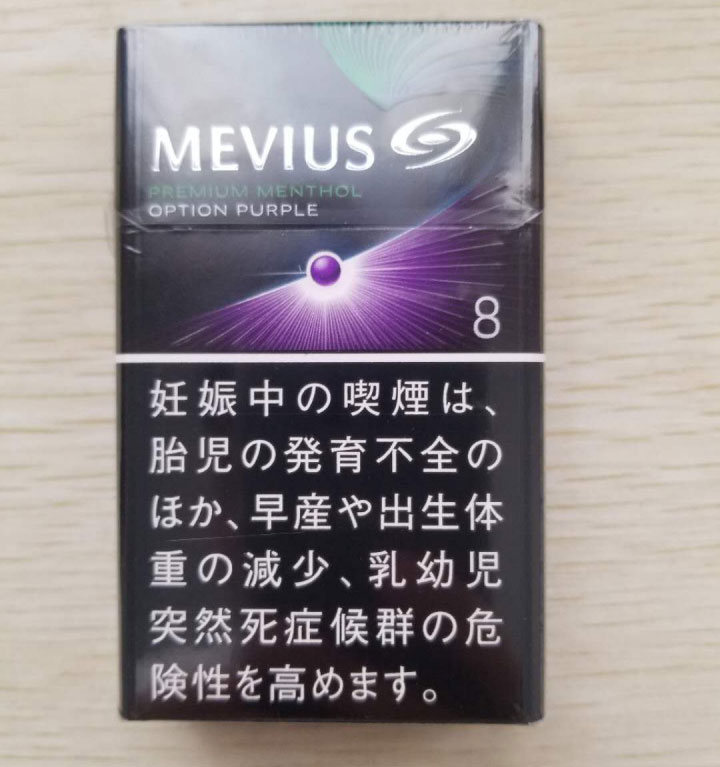 MEVIUS
PREMIUM MENTHOL
OPTION PURPLE
8
妊娠中の喫煙は、
胎児の発育不全の
ほか、早産や出生体
重の減少、乳幼児
突然死症候群の危
険性を高めます。